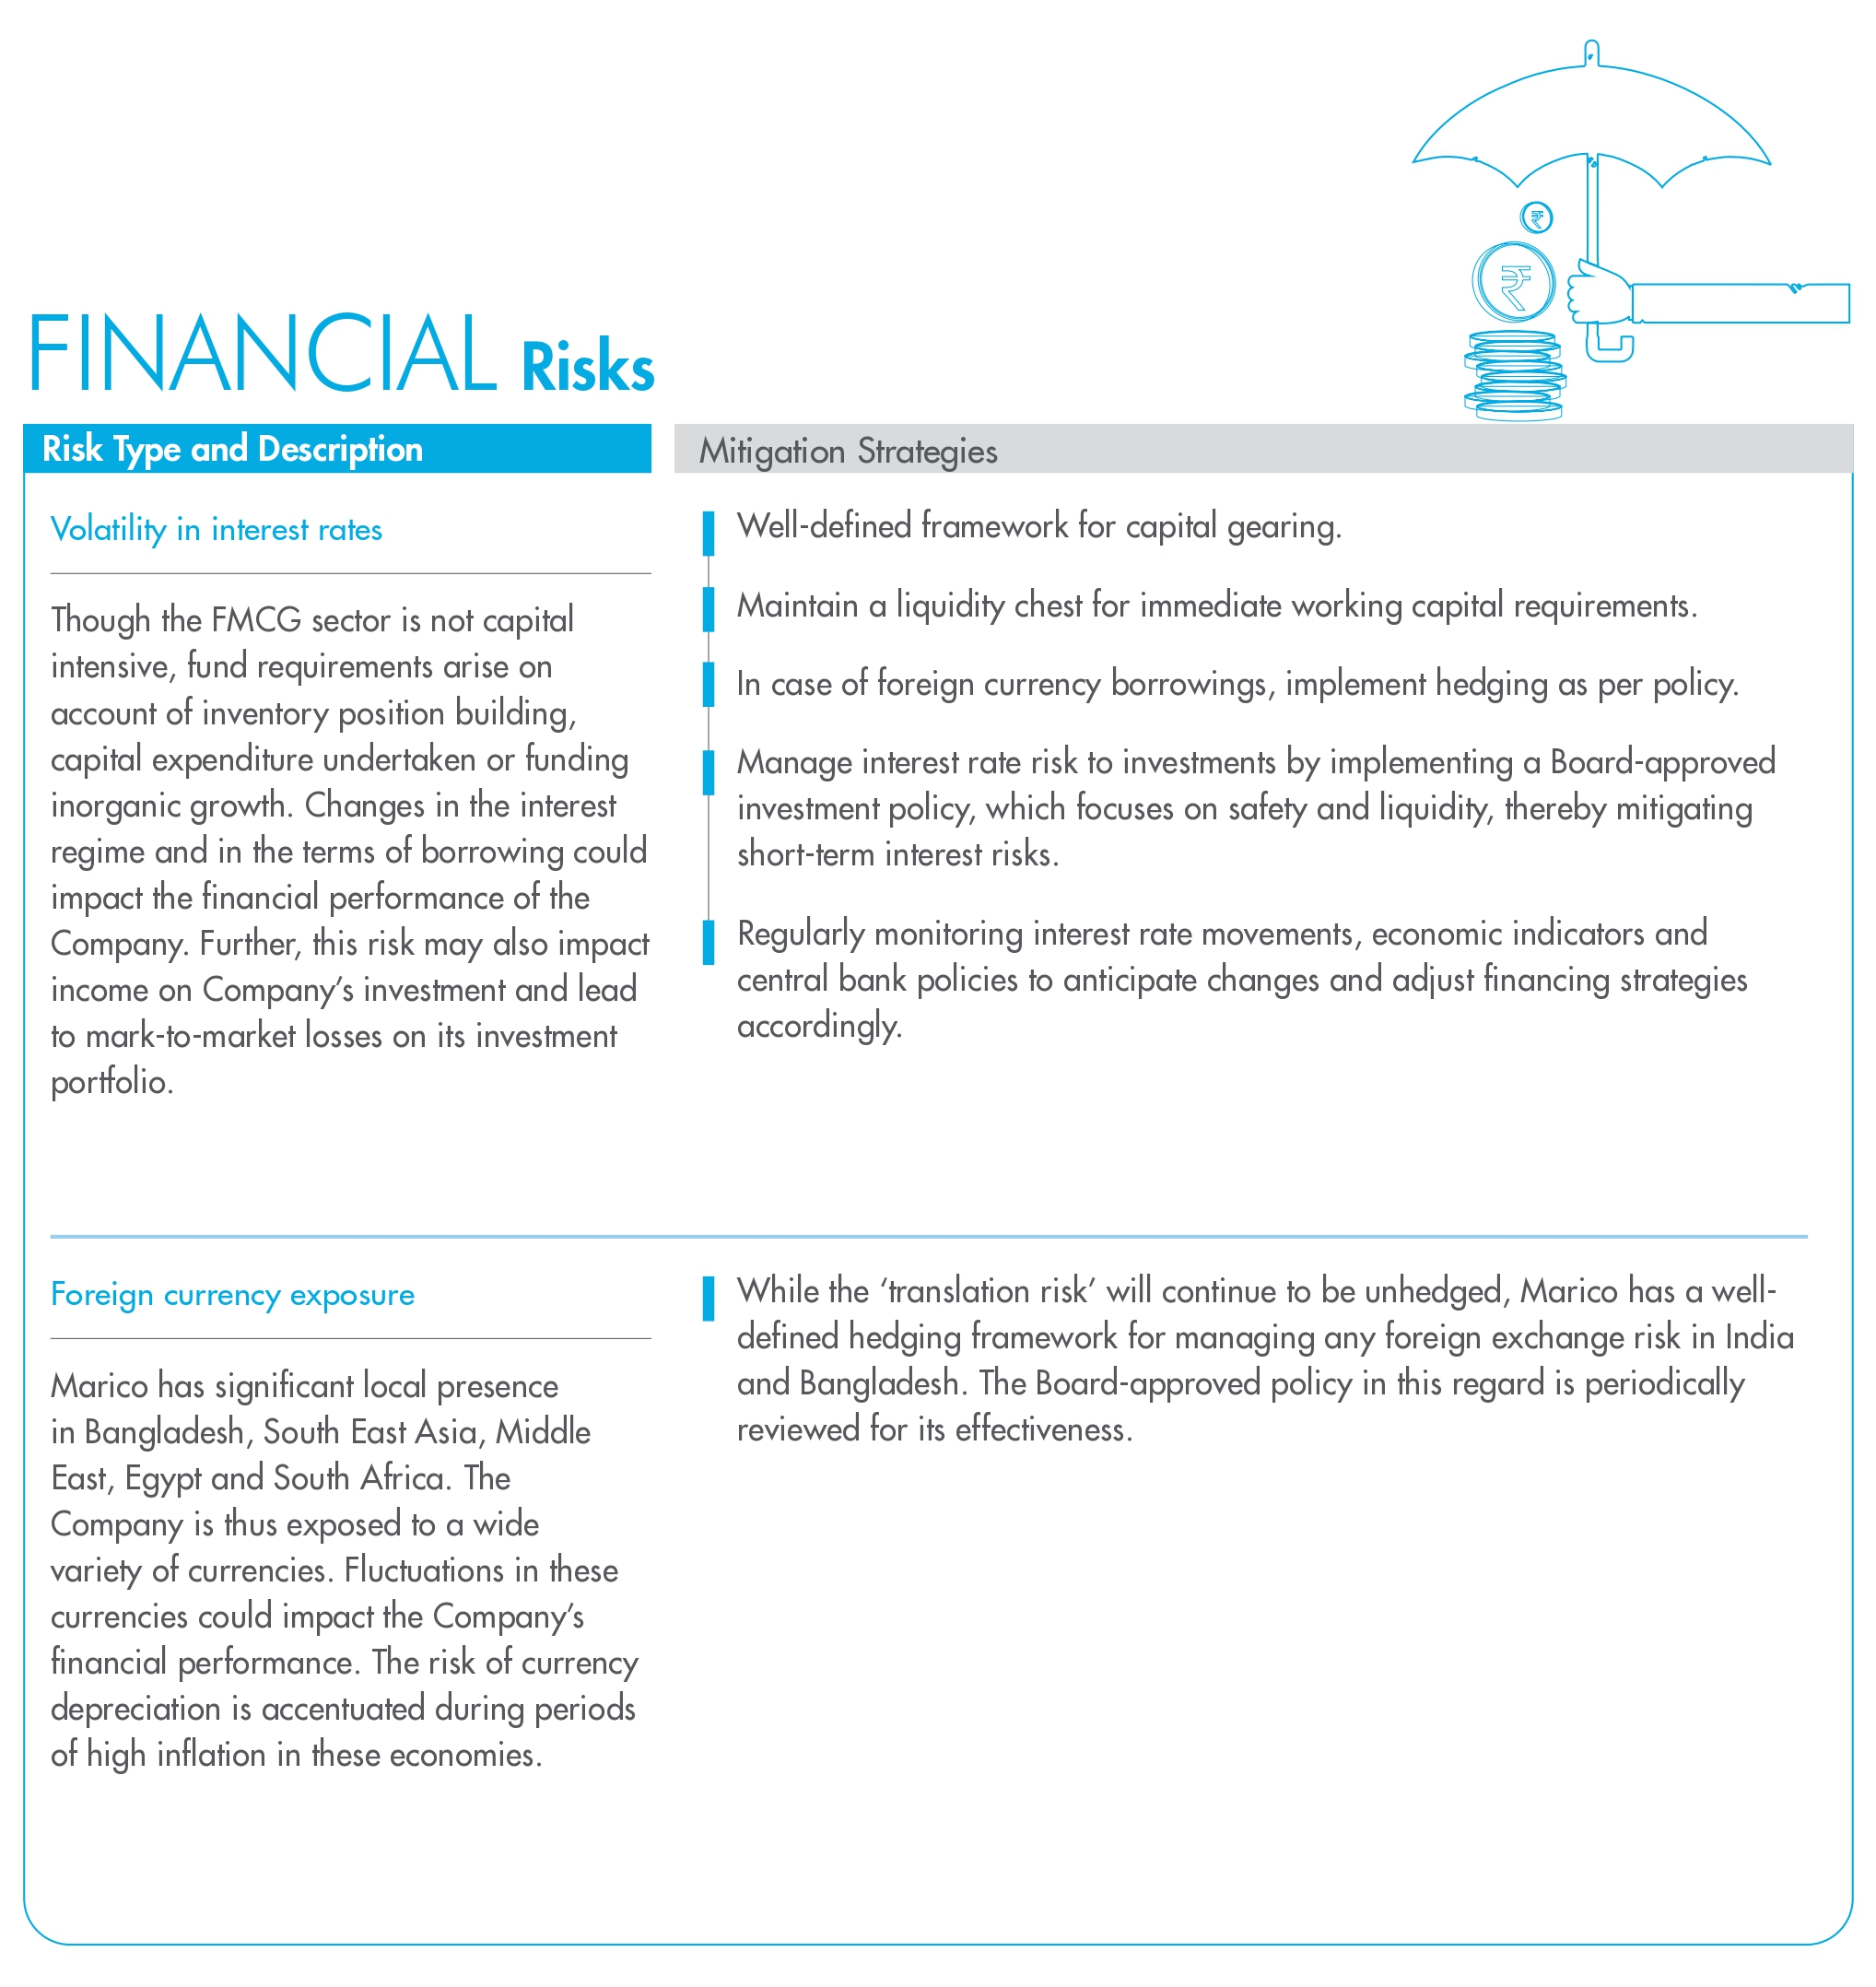 FINANCIAL Risks
Risk Type and Description
Mitigation Strategies
Volatility in interest rates
Though the FMCG sector is not capital
intensive, fund requirements arise on
account of inventory position building,
capital expenditure undertaken or funding
inorganic growth. Changes in the interest
regime and in the terms of borrowing could
impact the financial performance of the
Company. Further, this risk may also impact
income on Company’s investment and lead
to mark-to-market losses on its investment
portfolio.
Well-defined framework for capital gearing.
Maintain a liquidity chest for immediate working capital requirements.
In case of foreign currency borrowings, implement hedging as per policy.
Manage interest rate risk to investments by implementing a Board-approved
investment policy, which focuses on safety and liquidity, thereby mitigating
short-term interest risks.
Regularly monitoring interest rate movements, economic indicators and
central bank policies to anticipate changes and adjust financing strategies
accordingly.
Foreign currency exposure
Marico has significant local presence
in Bangladesh, South East Asia, Middle
East, Egypt and South Africa. The
Company is thus exposed to a wide
variety of currencies. Fluctuations in these
currencies could impact the Company’s
financial performance. The risk of currency
depreciation is accentuated during periods
of high inflation in these economies.
While the ‘translation risk’ will continue to be unhedged, Marico has a well-
defined hedging framework for managing any foreign exchange risk in India
and Bangladesh. The Board-approved policy in this regard is periodically
reviewed for its effectiveness.
₹
₹